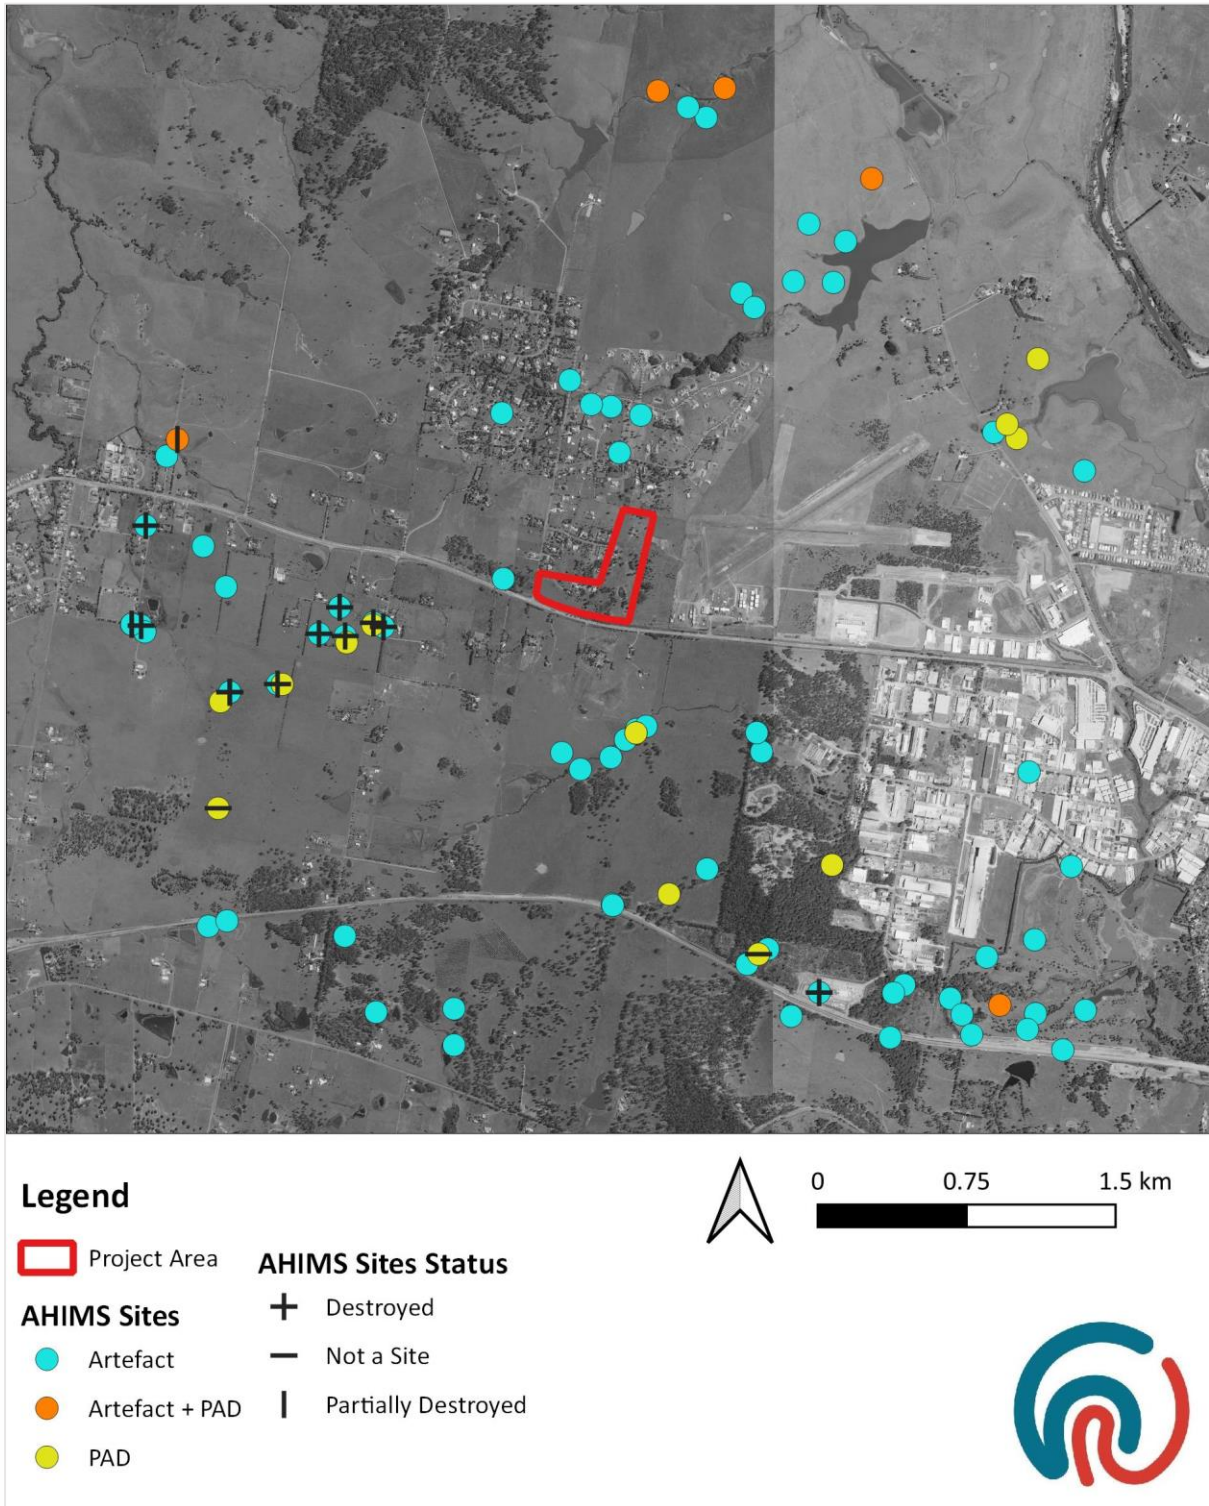 0 0.75 1.5 km
Legend
Project Area
AHIMS Sites
Artefact
Artefact + PAD
PAD
AHIMS Sites Status
Destroyed
Not a Site
Partially Destroyed